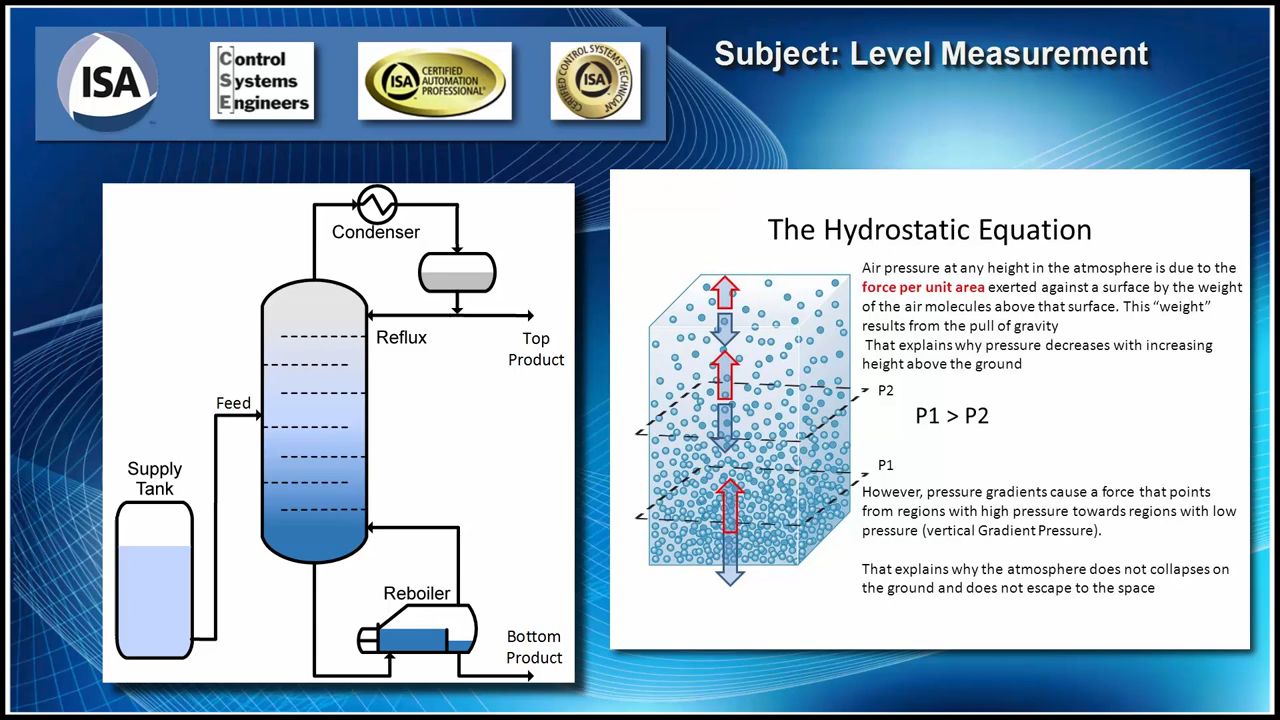 ISA
Control
Systems
Engineers
ISA CERTIFIED
AUTOMATION
PROFESSIONAL®
CERTIFIED CONTROL SYSTEMS TECHNICIAN
ISA
Subject: Level Measurement
Condenser
Reflux
Top
Product
Feed
Supply
Tank
Reboiler
Bottom
Product
The Hydrostatic Equation
Air pressure at any height in the atmosphere is due to the
force per unit area exerted against a surface by the weight
of the air molecules above that surface. This “weight”
results from the pull of gravity
That explains why pressure decreases with increasing
height above the ground
P2
P1 > P2
P1
However, pressure gradients cause a force that points
from regions with high pressure towards regions with low
pressure (vertical Gradient Pressure).
That explains why the atmosphere does not collapses on
the ground and does not escape to the space